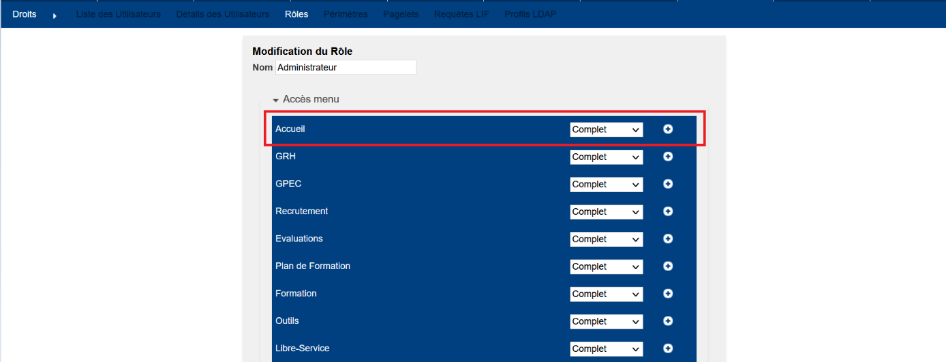 Droits Liste des Utilisateurs Détails des Utilisateurs Rôles Périmètres Pagelets Requêtes LIF Profils LDAP
Modification du Rôle
Nom Administrateur
Accès menu
Accueil Complet
GRH Complet
GPEC Complet
Recrutement Complet
Evaluations Complet
Plan de Formation Complet
Formation Complet
Outils Complet
Libre-Service Complet